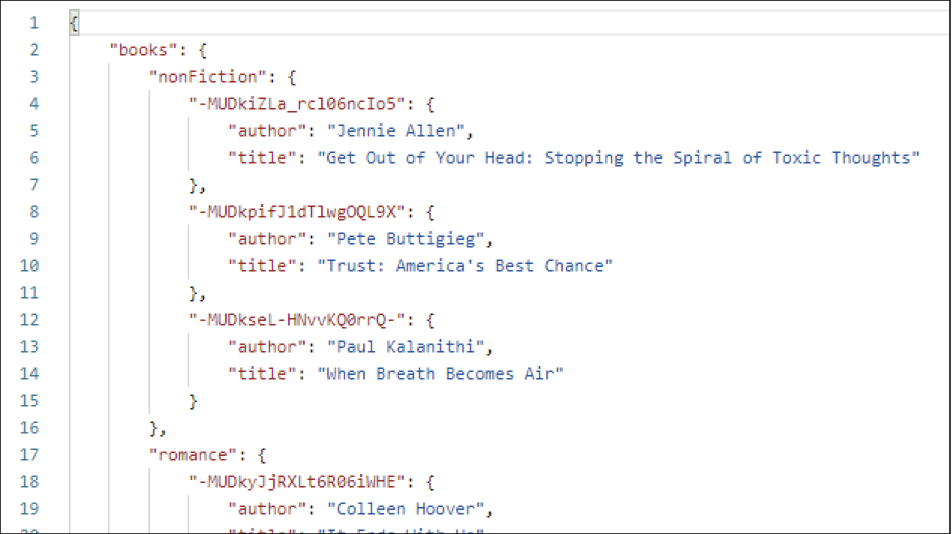 1 {
2 "books": {
3 "nonFiction": {
4 "-MUDkiZLa_rcl06ncIo5": {
5 "author": "Jennie Allen",
6 "title": "Get Out of Your Head: Stopping the Spiral of Toxic Thoughts"
7 },
8 "-MUDkpifJ1dTlwgOQL9X": {
9 "author": "Pete Buttigieg",
10 "title": "Trust: America's Best Chance"
11 },
12 "-MUDkseL-HNvvKQ0rrQ-": {
13 "author": "Paul Kalanithi",
14 "title": "When Breath Becomes Air"
15 }
16 },
17 "romance": {
18 "-MUDkyJjRXLt6R06iWHE": {
19 "author": "Colleen Hoover",